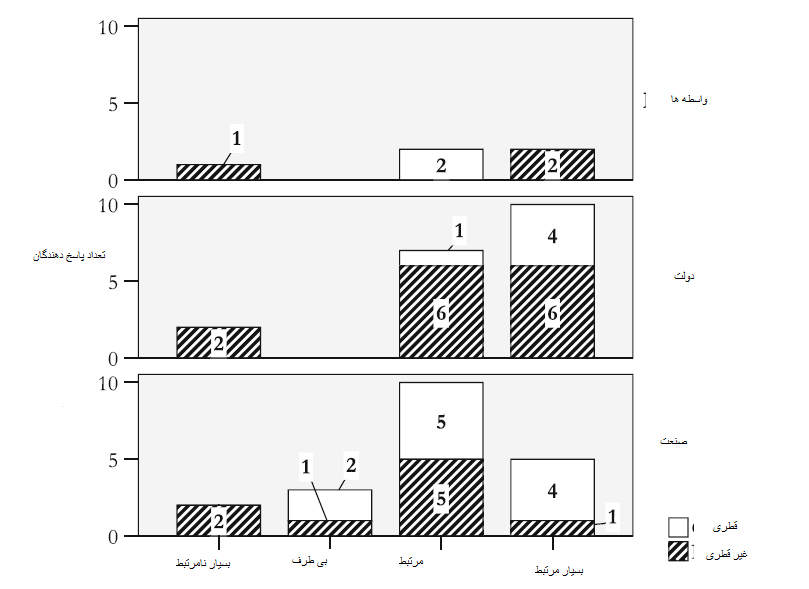 10
5
0
1
2
2
واسطه ها
10
5
0
2
1
6
4
6
تعداد پاسخ دهندگان
دولت
10
5
0
2
1
2
5
5
4
1
صنعت
بسیار نامرتبط
بی طرف
مرتبط
بسیار مرتبط
قطری
غیر قطری